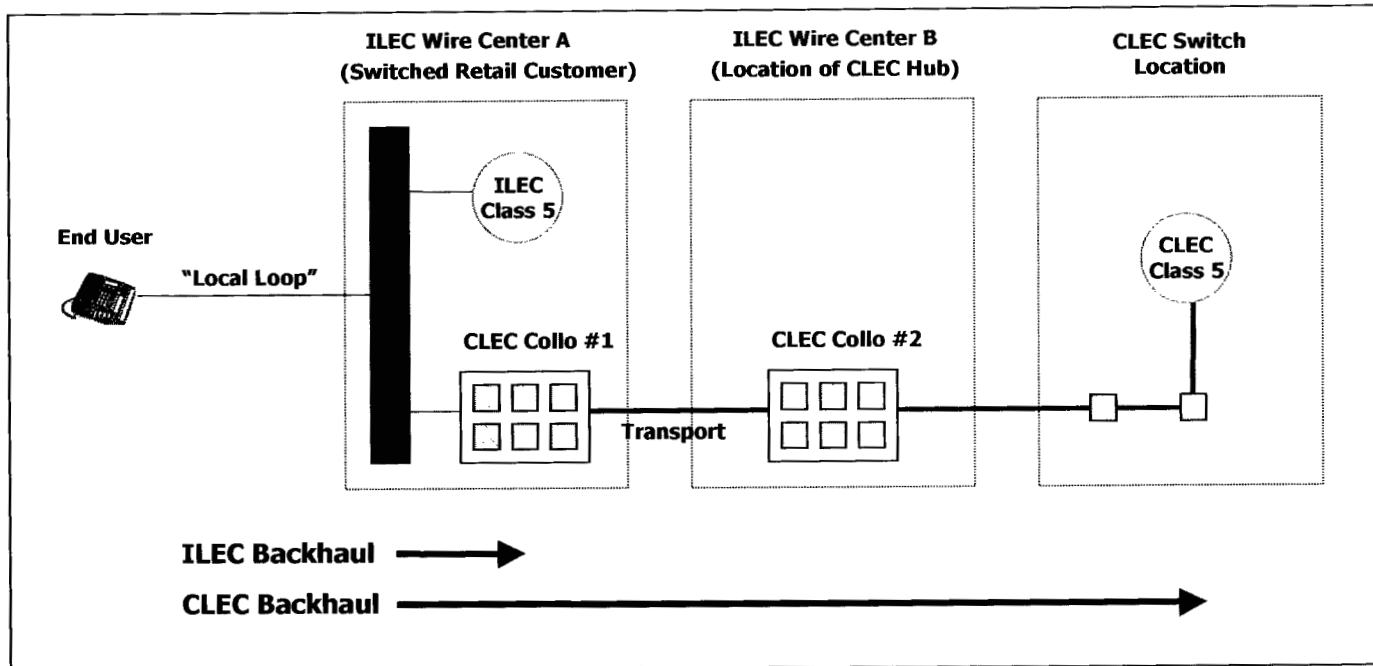 ILEC Wire Center A
(Switched Retail Customer)
ILEC Wire Center B
(Location of CLEC Hub)
CLEC Switch
Location
ILEC
Class 5
End User
"Local Loop"
CLEC
Class 5
CLEC Collo #1
CLEC Collo #2
Transport
ILEC Backhaul
CLEC Backhaul